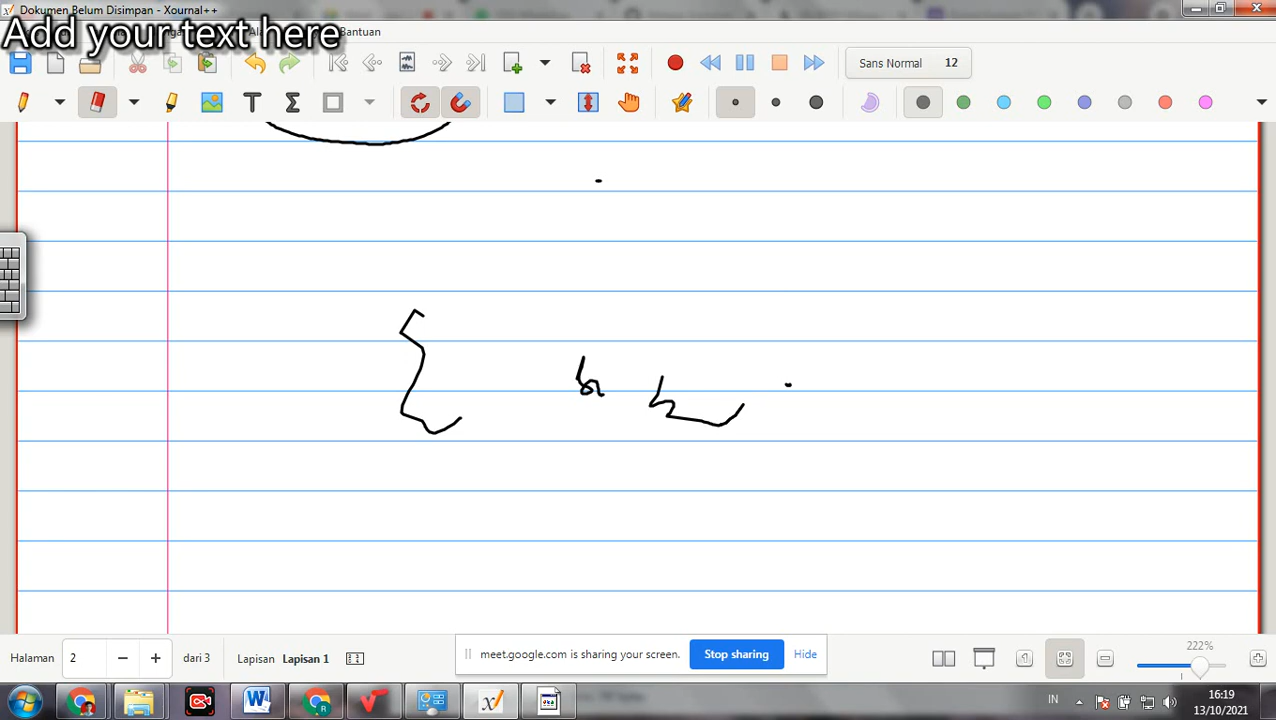 Dokumen Belum Disimpan - Xournal++
Add your text here
Bantuan
Sans Normal 12
Halaman 2 dari 3 Lapisan Lapisan 1
meet.google.com is sharing your screen. Stop sharing Hide
222%
IN
16:19
13/10/2021